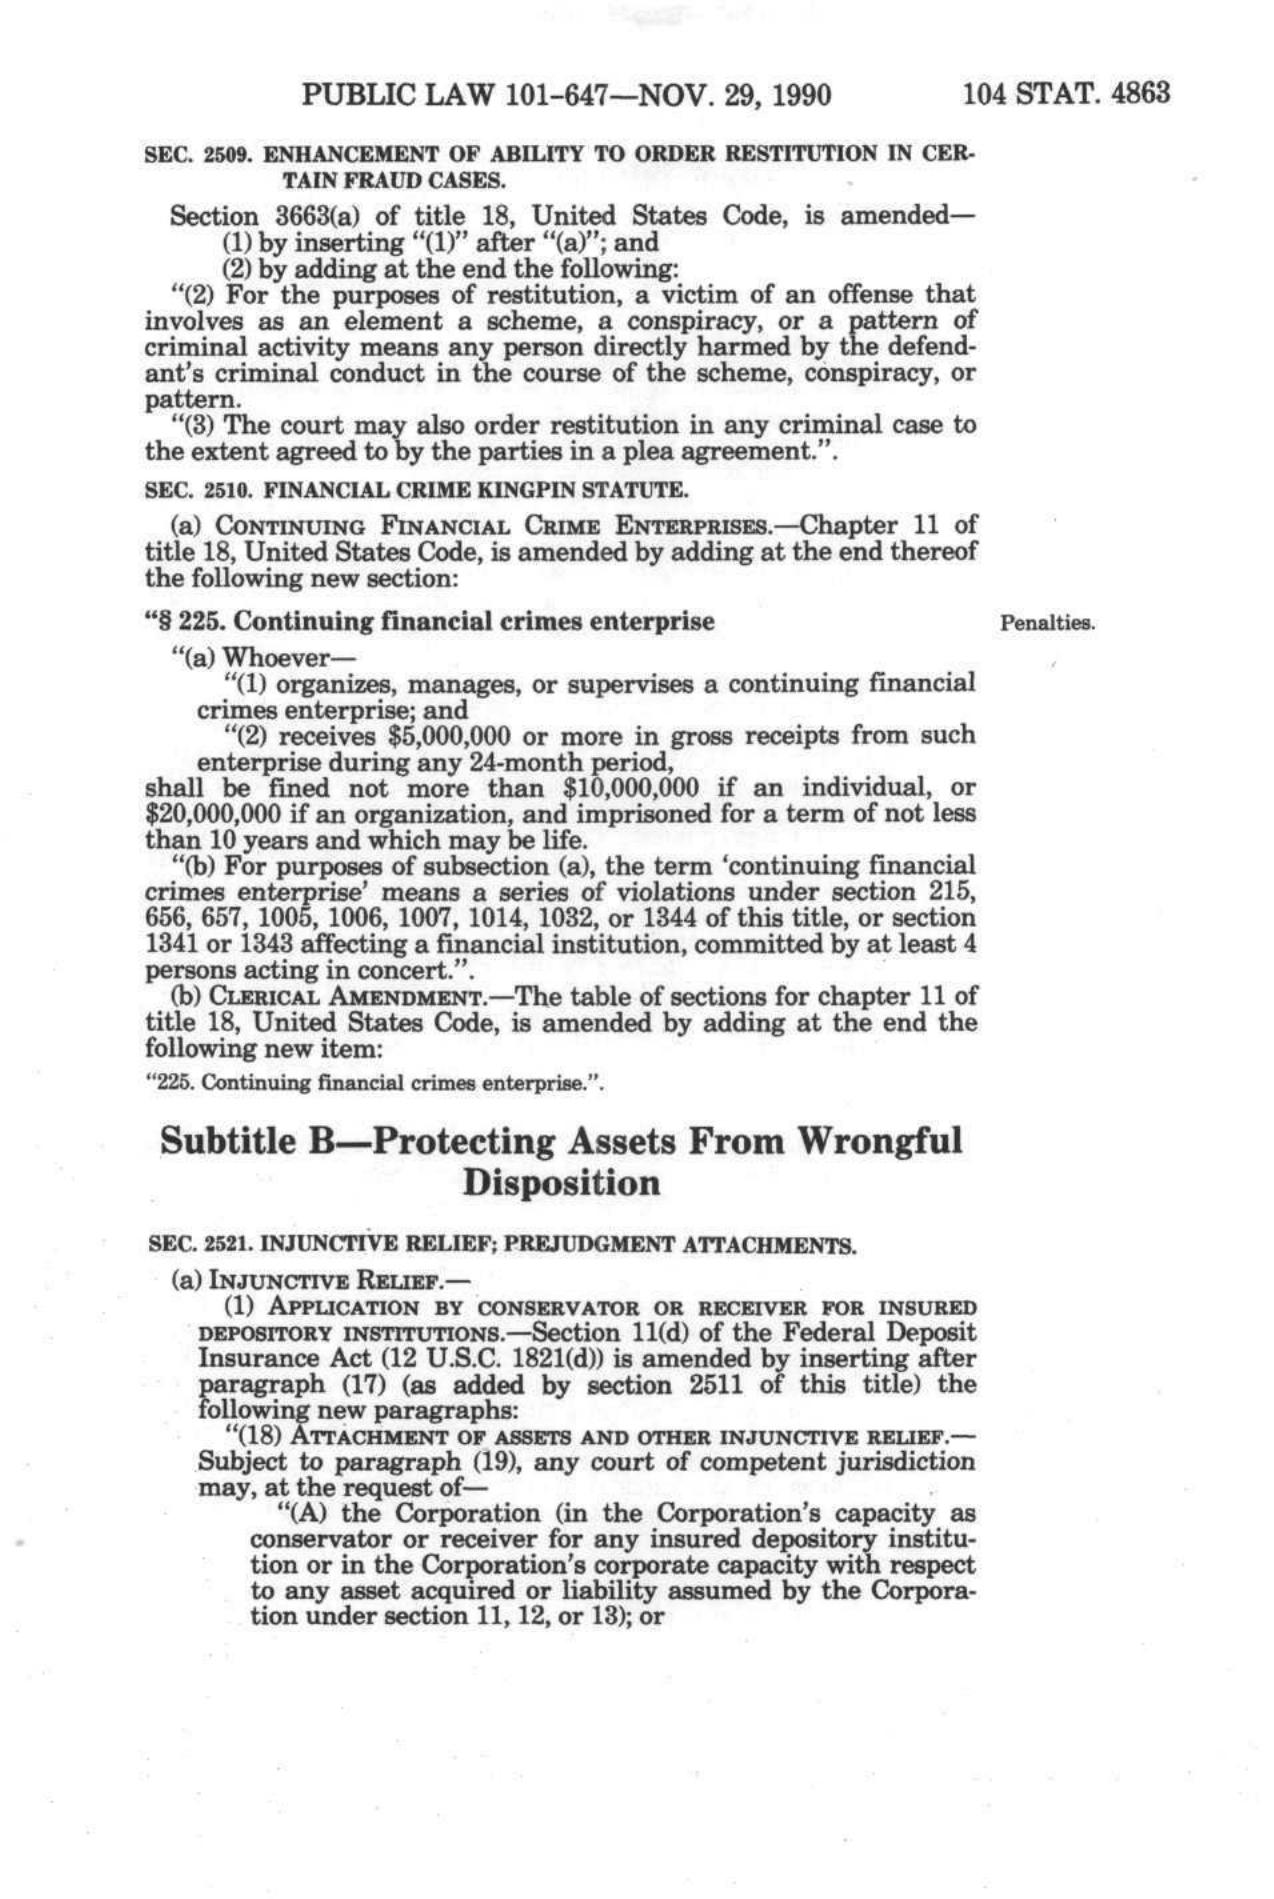 PUBLIC LAW 101-647—NOV. 29, 1990 104 STAT. 4863
SEC. 2509. ENHANCEMENT OF ABILITY TO ORDER RESTITUTION IN CER-
TAIN FRAUD CASES.
Section 3663(a) of title 18, United States Code, is amended—
(1) by inserting “(1)” after “(a)”; and
(2) by adding at the end the following:
“(2) For the purposes of restitution, a victim of an offense that
involves as an element a scheme, a conspiracy, or a pattern of
criminal activity means any person directly harmed by the defend-
ant's criminal conduct in the course of the scheme, conspiracy, or
pattern.
“(3) The court may also order restitution in any criminal case to
the extent agreed to by the parties in a plea agreement.”.
SEC. 2510. FINANCIAL CRIME KINGPIN STATUTE.
(a) CONTINUING FINANCIAL CRIME ENTERPRISES.—Chapter 11 of
title 18, United States Code, is amended by adding at the end thereof
the following new section:
“§ 225. Continuing financial crimes enterprise Penalties.
“(a) Whoever—
“(1) organizes, manages, or supervises a continuing financial
crimes enterprise; and
“(2) receives $5,000,000 or more in gross receipts from such
enterprise during any 24-month period,
shall be fined not more than $10,000,000 if an individual, or
$20,000,000 if an organization, and imprisoned for a term of not less
than 10 years and which may be life.
“(b) For purposes of subsection (a), the term ‘continuing financial
crimes enterprise’ means a series of violations under section 215,
656, 657, 1005, 1006, 1007, 1014, 1032, or 1344 of this title, or section
1341 or 1343 affecting a financial institution, committed by at least 4
persons acting in concert.”.
(b) CLERICAL AMENDMENT.—The table of sections for chapter 11 of
title 18, United States Code, is amended by adding at the end the
following new item:
“225. Continuing financial crimes enterprise.”.
Subtitle B—Protecting Assets From Wrongful
Disposition
SEC. 2521. INJUNCTIVE RELIEF; PREJUDGMENT ATTACHMENTS.
(a) INJUNCTIVE RELIEF.—
(1) APPLICATION BY CONSERVATOR OR RECEIVER FOR INSURED
DEPOSITORY INSTITUTIONS.—Section 11(d) of the Federal Deposit
Insurance Act (12 U.S.C. 1821(d)) is amended by inserting after
paragraph (17) (as added by section 2511 of this title) the
following new paragraphs:
“(18) ATTACHMENT OF ASSETS AND OTHER INJUNCTIVE RELIEF.—
Subject to paragraph (19), any court of competent jurisdiction
may, at the request of—
“(A) the Corporation (in the Corporation's capacity as
conservator or receiver for any insured depository institu-
tion or in the Corporation's corporate capacity with respect
to any asset acquired or liability assumed by the Corpora-
tion under section 11, 12, or 13); or